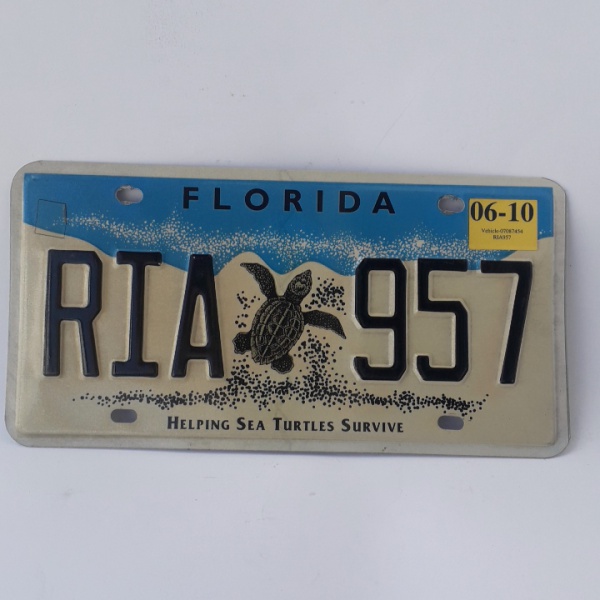 FLORIDA
06-10
RIA 957
HELPING SEA TURTLES SURVIVE